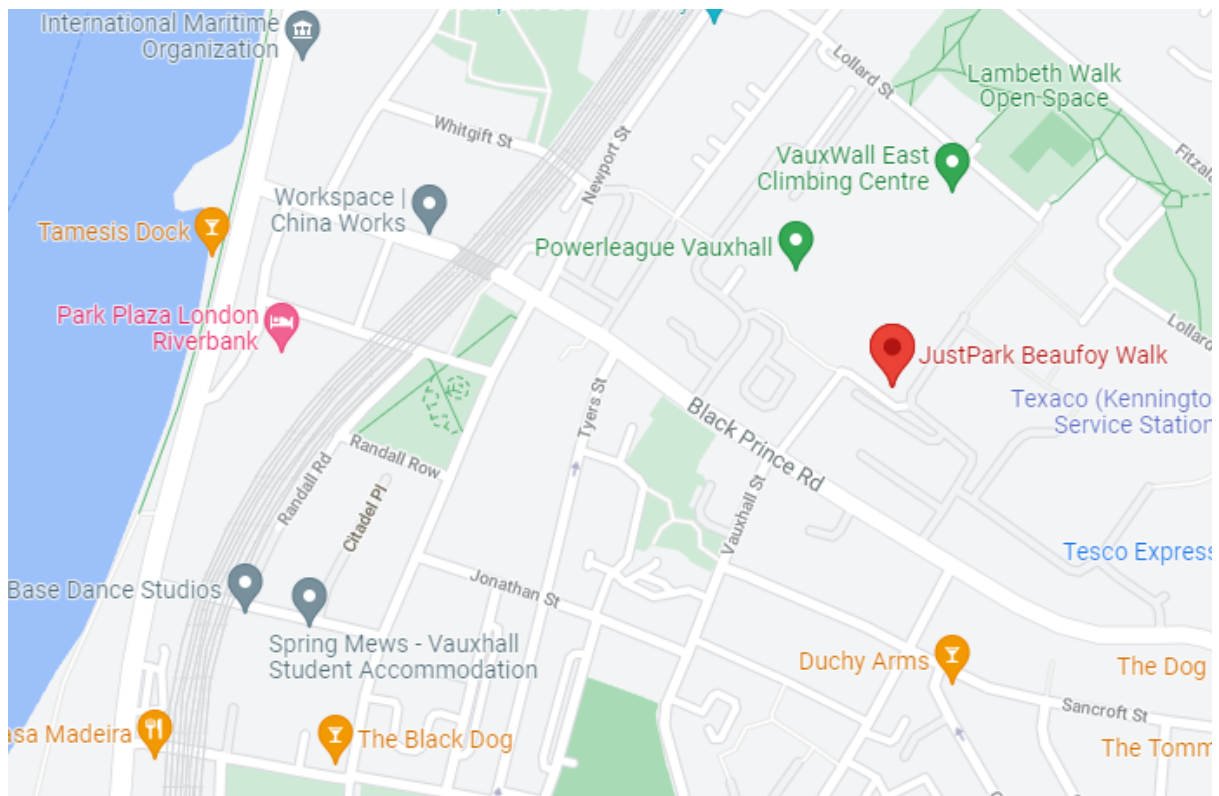 International Maritime
Organization
Lollard St
Lambeth Walk
Open Space
Whitgift St
Newport St
VauxWall East
Climbing Centre
Workspace |
China Works
Tamesis Dock
Powerleague Vauxhall
Park Plaza London
Riverbank
JustPark Beaufoy Walk
Lollard
Texaco (Kenningto
Service Station
Tyers St
Black Prince Rd
Randall Row
Randall Rd
Citadel Pl
Vauxhall St
Tesco Express
Base Dance Studios
Jonathan St
Spring Mews - Vauxhall
Student Accommodation
Duchy Arms
The Dog
Sancroft St
asa Madeira
The Black Dog
The Tomm